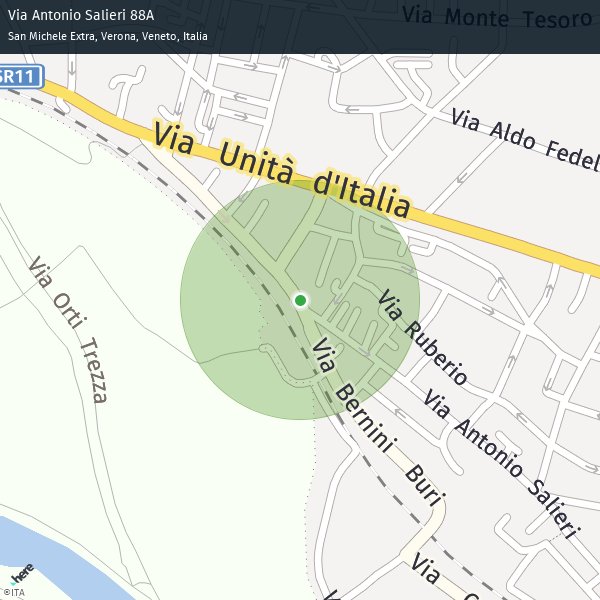 Via Antonio Salieri 88A
San Michele Extra, Verona, Veneto, Italia
Via Monte Tesoro
SR11
Via Aldo Fedel
Via Unità d'Italia
Via Orti Trezza
Via Ruberio
Via Bernini Buri
Via Antonio Salieri
Via
here
©ITA